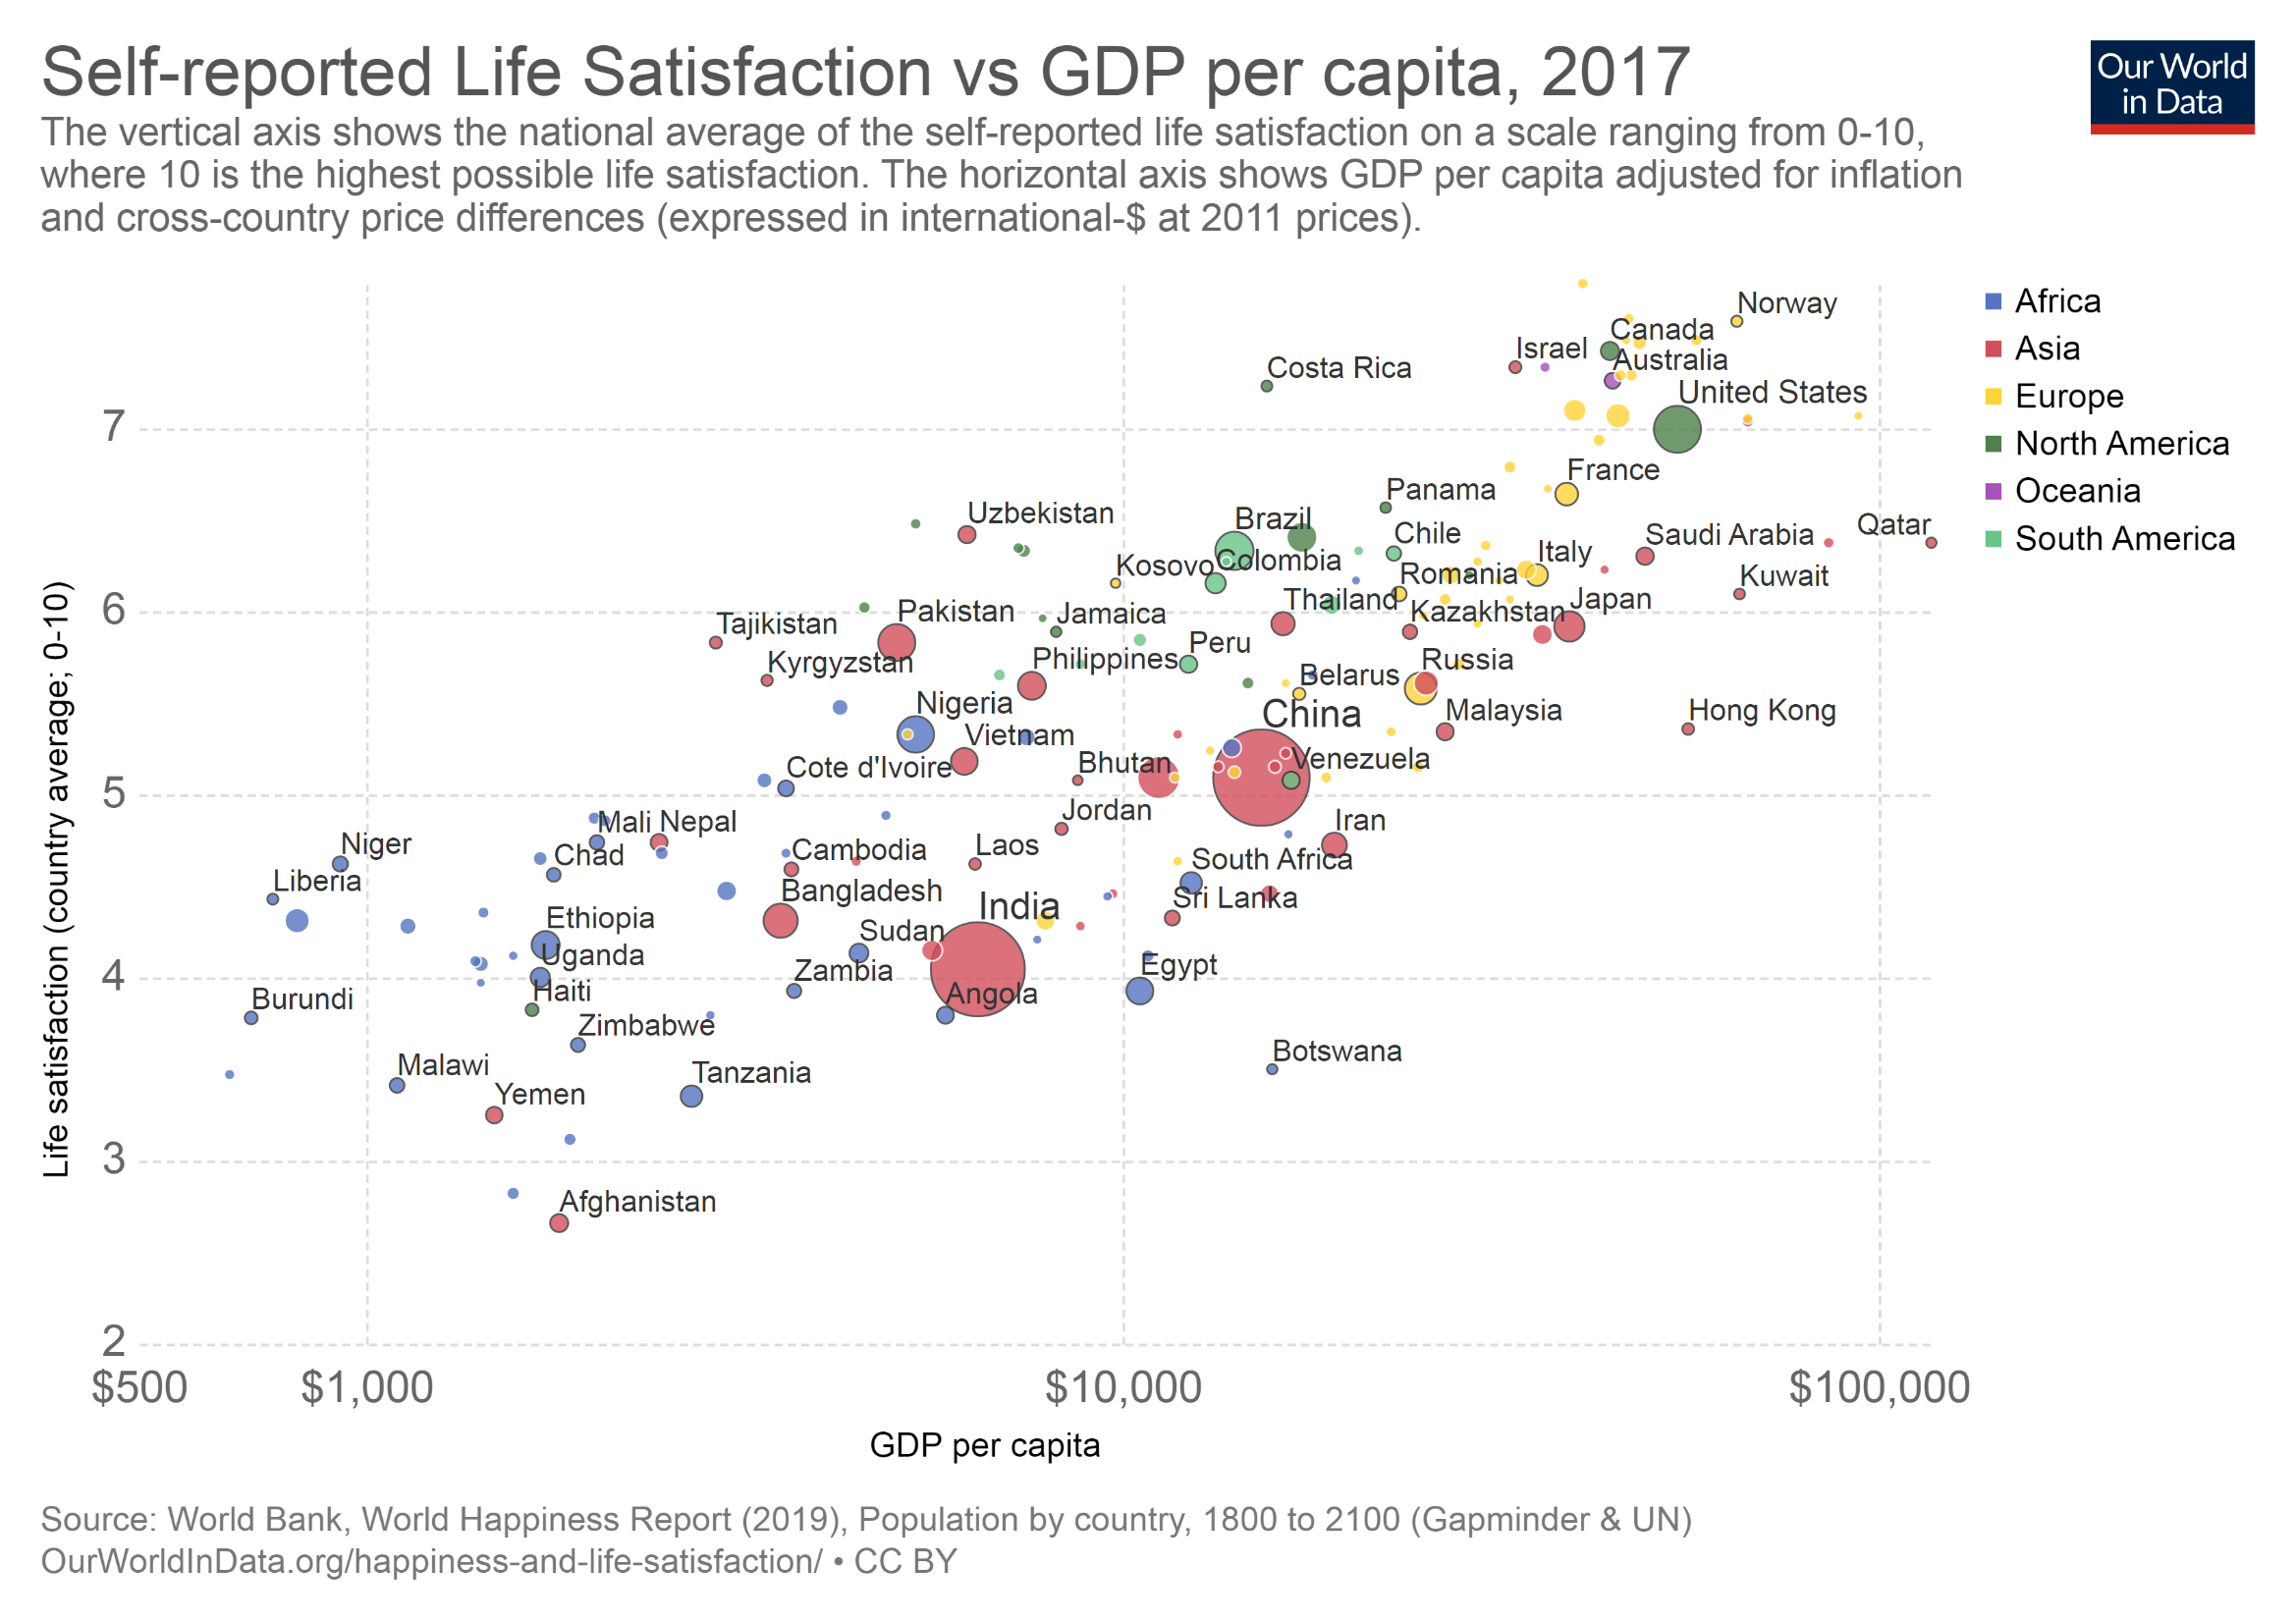 Self-reported Life Satisfaction vs GDP per capita, 2017
Our World
in Data
The vertical axis shows the national average of the self-reported life satisfaction on a scale ranging from 0-10,
where 10 is the highest possible life satisfaction. The horizontal axis shows GDP per capita adjusted for inflation
and cross-country price differences (expressed in international-$ at 2011 prices).
Africa
Asia
Europe
North America
Oceania
South America
Life satisfaction (country average; 0-10)
7
6
5
4
3
2
Norway
Canada
Israel
Australia
Costa Rica
United States
France
Panama
Uzbekistan
Brazil
Chile
Saudi Arabia
Qatar
Italy
Colombia
Kosovo
Romania
Kuwait
Japan
Thailand
Kazakhstan
Pakistan
Jamaica
Tajikistan
Peru
Kyrgyzstan
Philippines
Russia
Belarus
Nigeria
China
Malaysia
Hong Kong
Vietnam
Venezuela
Bhutan
Cote d'Ivoire
Jordan
Mali
Nepal
Iran
Niger
Laos
Cambodia
Chad
South Africa
Liberia
Bangladesh
Sri Lanka
India
Ethiopia
Sudan
Uganda
Egypt
Zambia
Haiti
Angola
Burundi
Zimbabwe
Botswana
Malawi
Tanzania
Yemen
Afghanistan
$500
$1,000
$10,000
$100,000
GDP per capita
Source: World Bank, World Happiness Report (2019), Population by country, 1800 to 2100 (Gapminder & UN)
OurWorldInData.org/happiness-and-life-satisfaction/ • CC BY